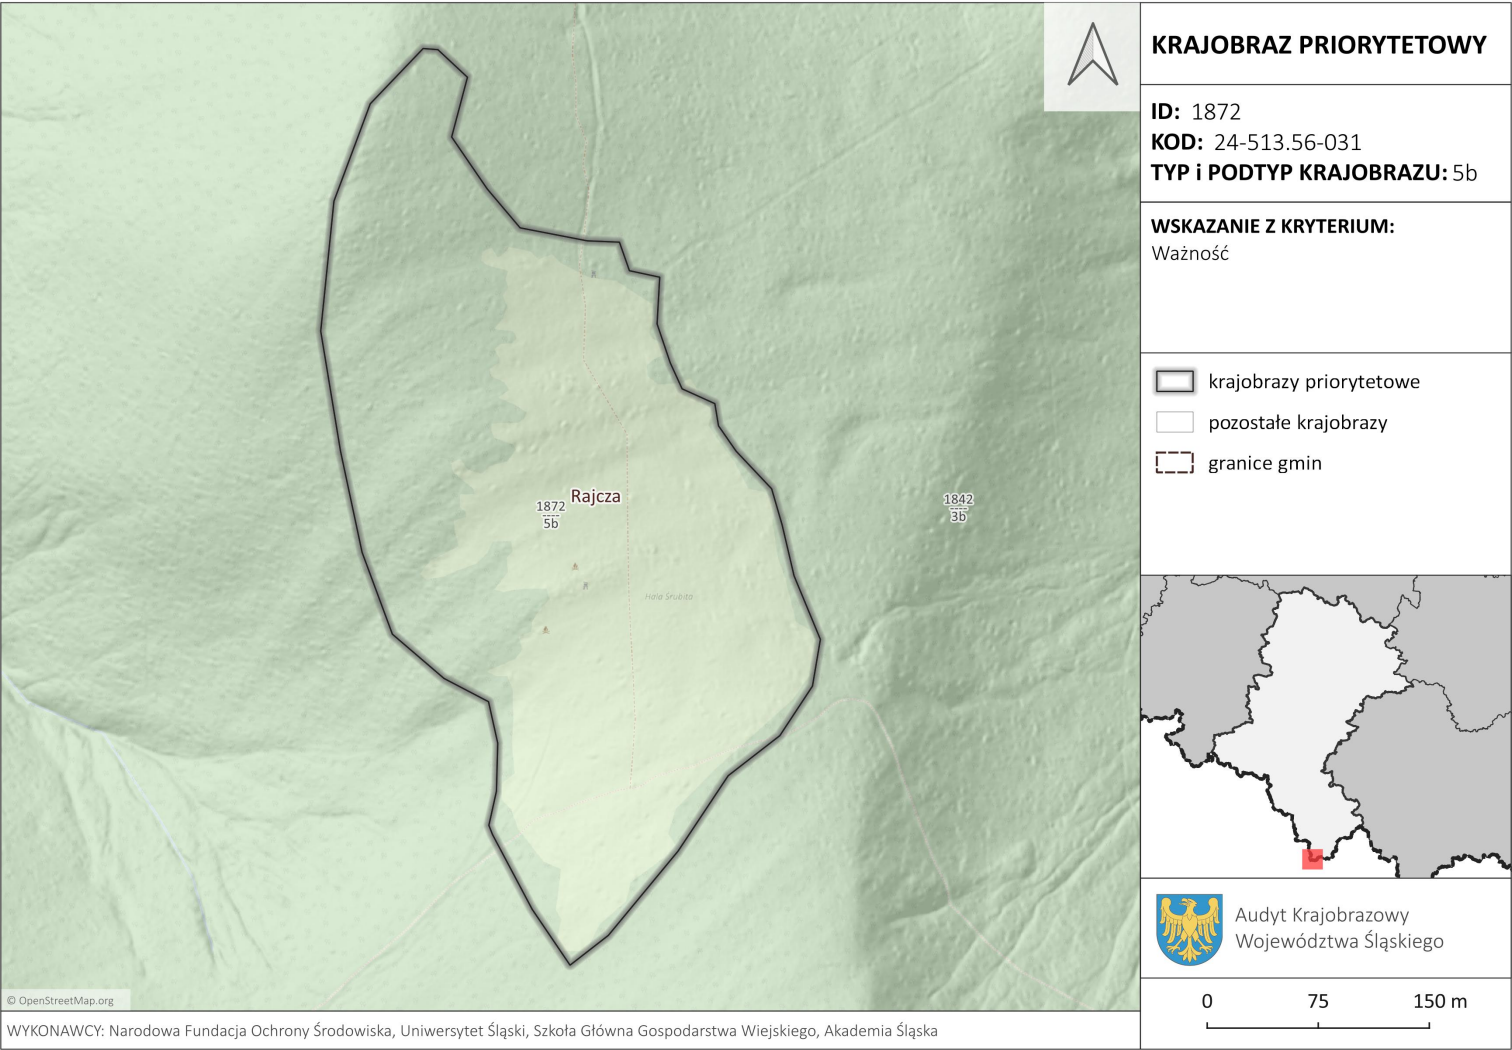 KRAJOBRAZ PRIORYTETOWY
ID: 1872
KOD: 24-513.56-031
TYP i PODTYP KRAJOBRAZU: 5b
WSKAZANIE Z KRYTERIUM:
Ważność
krajobrazy priorytetowe
pozostałe krajobrazy
granice gmin
Rajcza
1872
5b
1842
3b
Hala Śrubita
Audyt Krajobrazowy
Województwa Śląskiego
0 75 150 m
© OpenStreetMap.org
WYKONAWCY: Narodowa Fundacja Ochrony Środowiska, Uniwersytet Śląski, Szkoła Główna Gospodarstwa Wiejskiego, Akademia Śląska